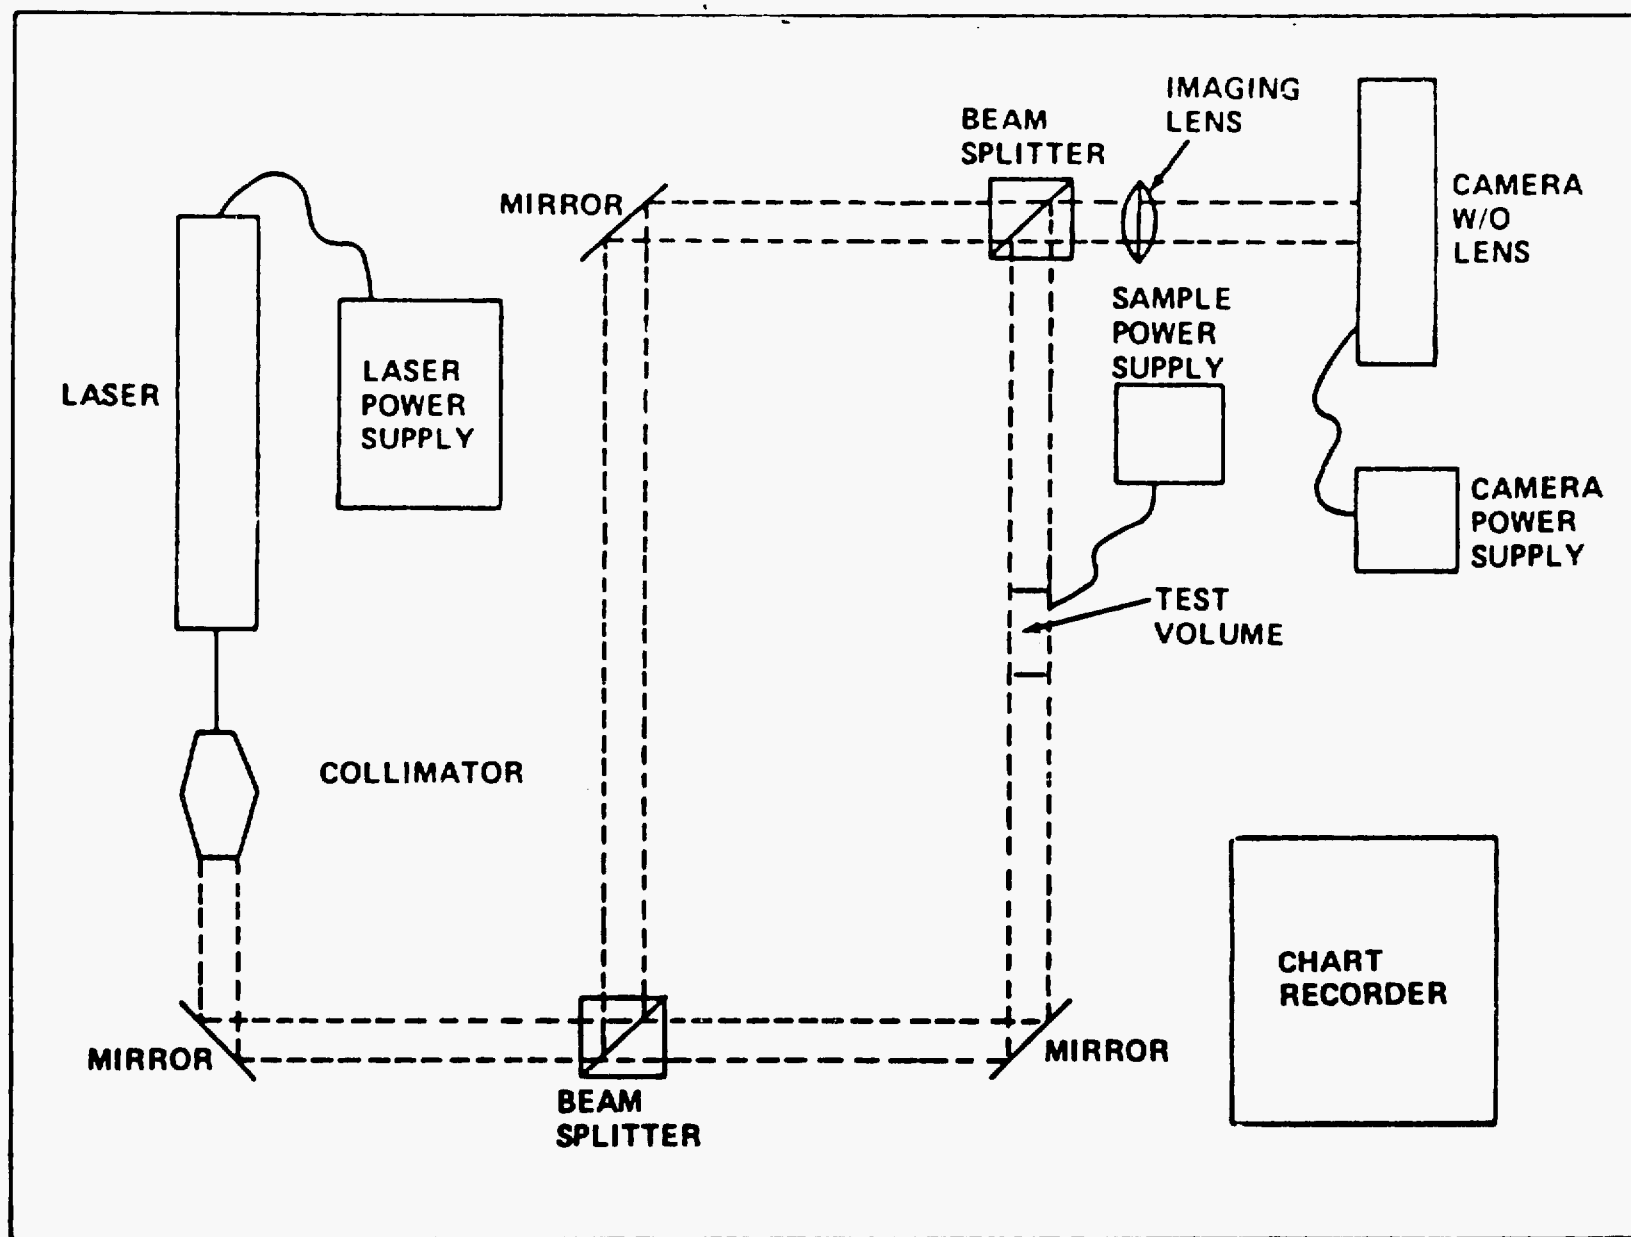 IMAGING
LENS
BEAM
SPLITTER
MIRROR
CAMERA
W/O
LENS
SAMPLE
POWER
SUPPLY
LASER
LASER
POWER
SUPPLY
CAMERA
POWER
SUPPLY
TEST
VOLUME
COLLIMATOR
CHART
RECORDER
MIRROR
MIRROR
BEAM
SPLITTER